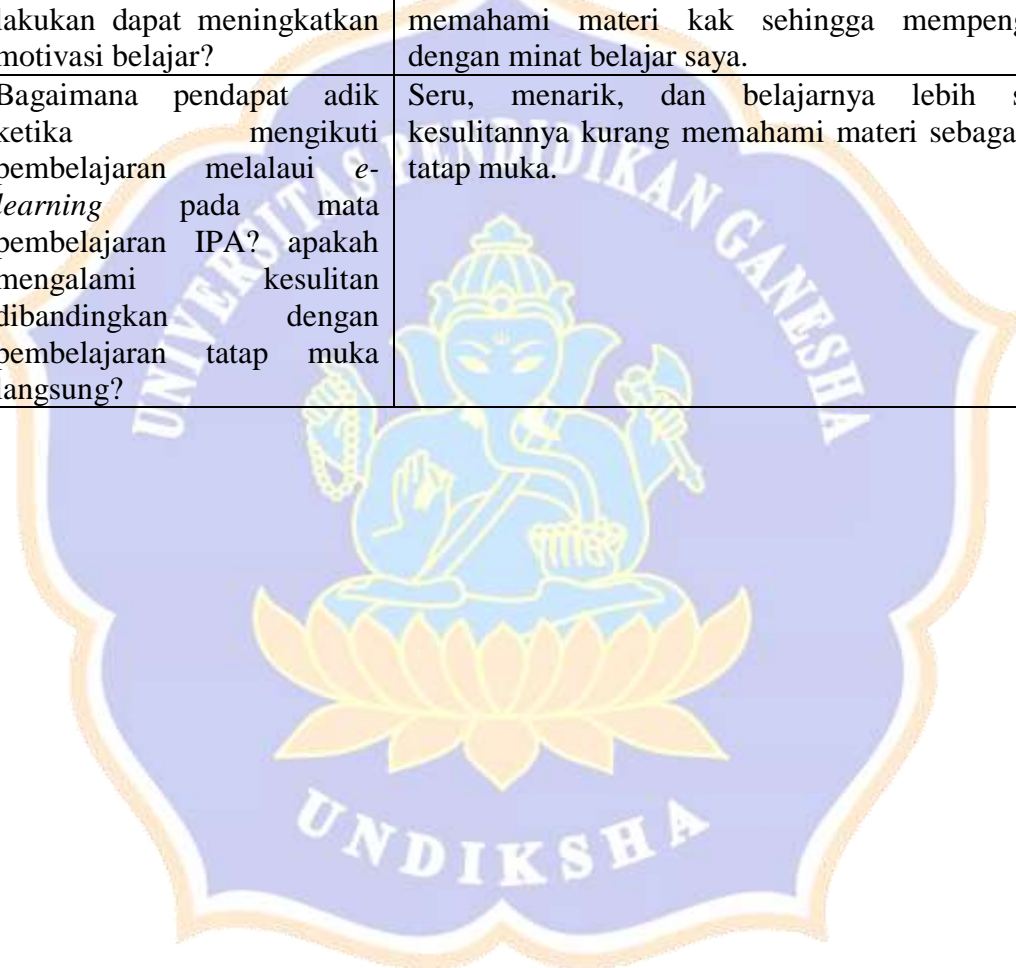 lakukan dapat meningkatkan
motivasi belajar?
memahami materi kak sehingga
dengan minat belajar saya.
Bagaimana pendapat adik
ketika mengikuti
pembelajaran melalaui e-
learning pada mata
pembelajaran IPA? apakah
mengalami kesulitan
dibandingkan dengan
pembelajaran tatap muka
langsung?
Seru, menarik, dan belajarnya lebih
kesulitannya kurang memahami materi
tatap muka.
UNIVERSITAS PENDIDIKAN GANESHA
UNDIKSHA